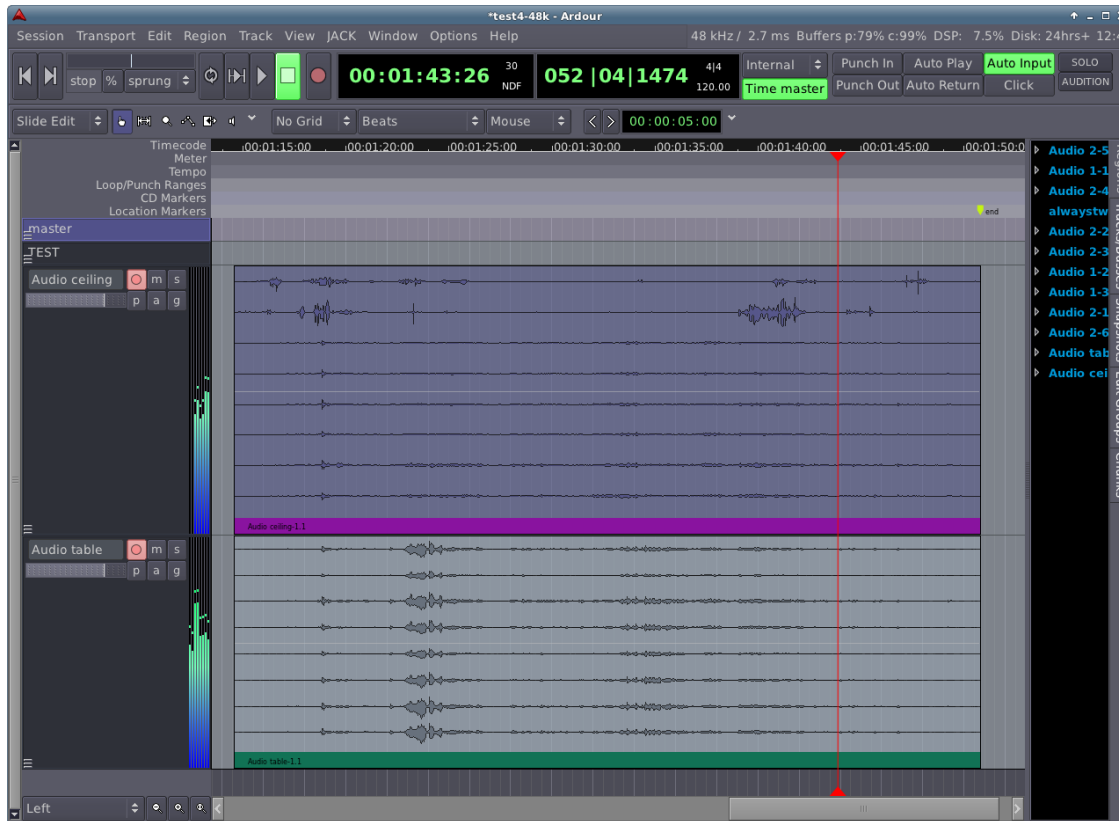 *test4-48k - Ardour
Session Transport Edit Region Track View JACK Window Options Help
48 kHz / 2.7 ms Buffers p:79% c:99% DSP: 7.5% Disk: 24hrs+
stop % sprung
00:01:43:26 30 NDF
052|04|1474 4|4 120.00
Internal Punch In Auto Play Auto Input SOLO
Time master Punch Out Auto Return Click AUDITION
Slide Edit No Grid Beats Mouse < > 00:00:05:00
Timecode 00:01:15:00 00:01:20:00 00:01:25:00 00:01:30:00 00:01:35:00 00:01:40:00 00:01:45:00 00:01:50:0
Meter
Tempo
Loop/Punch Ranges
CD Markers
Location Markers end
master
TEST
Audio ceiling m s
p a g
Audio ceiling-1.1
Audio table m s
p a g
Audio table-1.1
Left
Audio 2-5
Audio 1-1
Audio 2-4
alwaystw
Audio 2-2
Audio 2-3
Audio 1-2
Audio 1-3
Audio 2-1
Audio 2-6
Audio tab
Audio cei